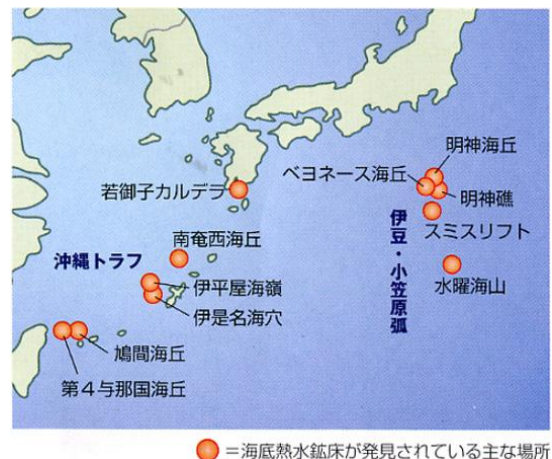 明神海丘
ベヨネース海丘
明神礁
若御子カルデラ
伊豆・小笠原弧
スミスリフト
南奄西海丘
沖縄トラフ
伊平屋海嶺
水曜海山
伊是名海穴
鳩間海丘
第4与那国海丘
=海底熱水鉱床が発見されている主な場所